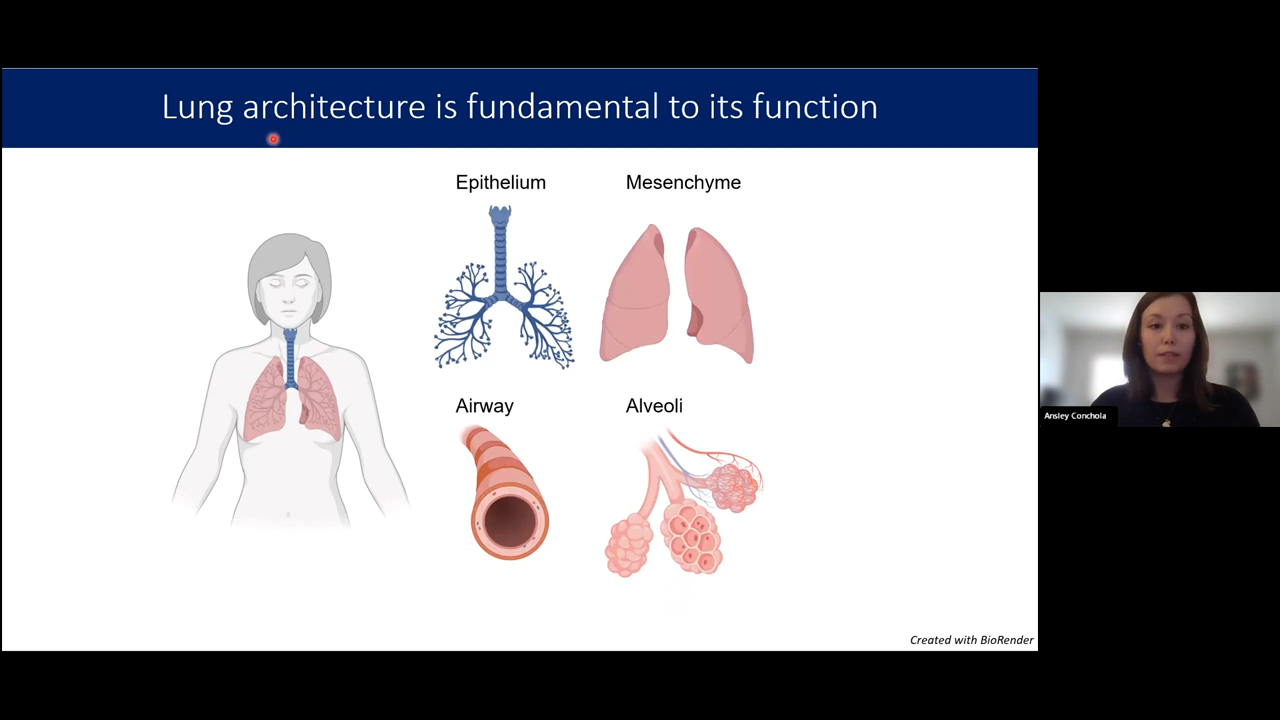 Lung architecture is fundamental to its function
Epithelium
Mesenchyme
Airway
Alveoli
Ansley Conchola
Created with BioRender